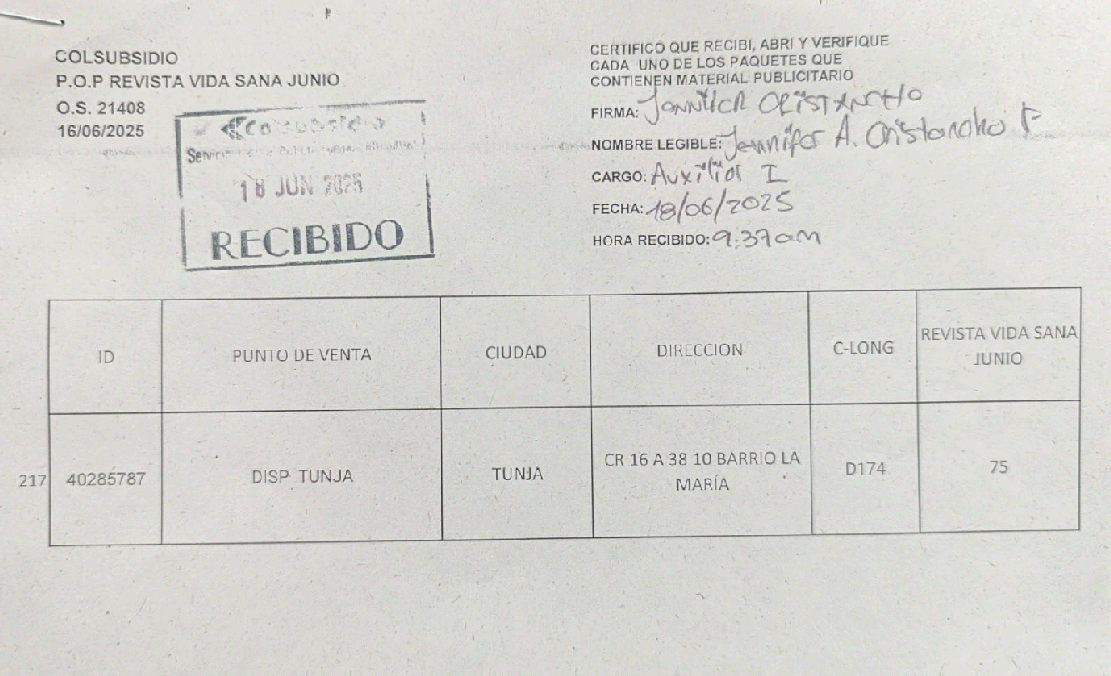 COLSUBSIDIO
P.O.P REVISTA VIDA SANA JUNIO
O.S. 21408
16/06/2025
Colsubsidio
18 JUN 2025
RECIBIDO
CERTIFICO QUE RECIBI, ABRI Y VERIFIQUE
CADA UNO DE LOS PAQUETES QUE
CONTIENEN MATERIAL PUBLICITARIO
FIRMA: Jennifer Cristancho
NOMBRE LEGIBLE: Jennifer A. Cristancho F
CARGO: Auxiliar I
FECHA: 18/06/2025
HORA RECIBIDO: 9:37am
ID PUNTO DE VENTA CIUDAD DIRECCION C-LONG REVISTA VIDA SANA
JUNIO
217 40285787 DISP TUNJA TUNJA CR 16 A 38 10 BARRIO LA D174 75
MARÍA